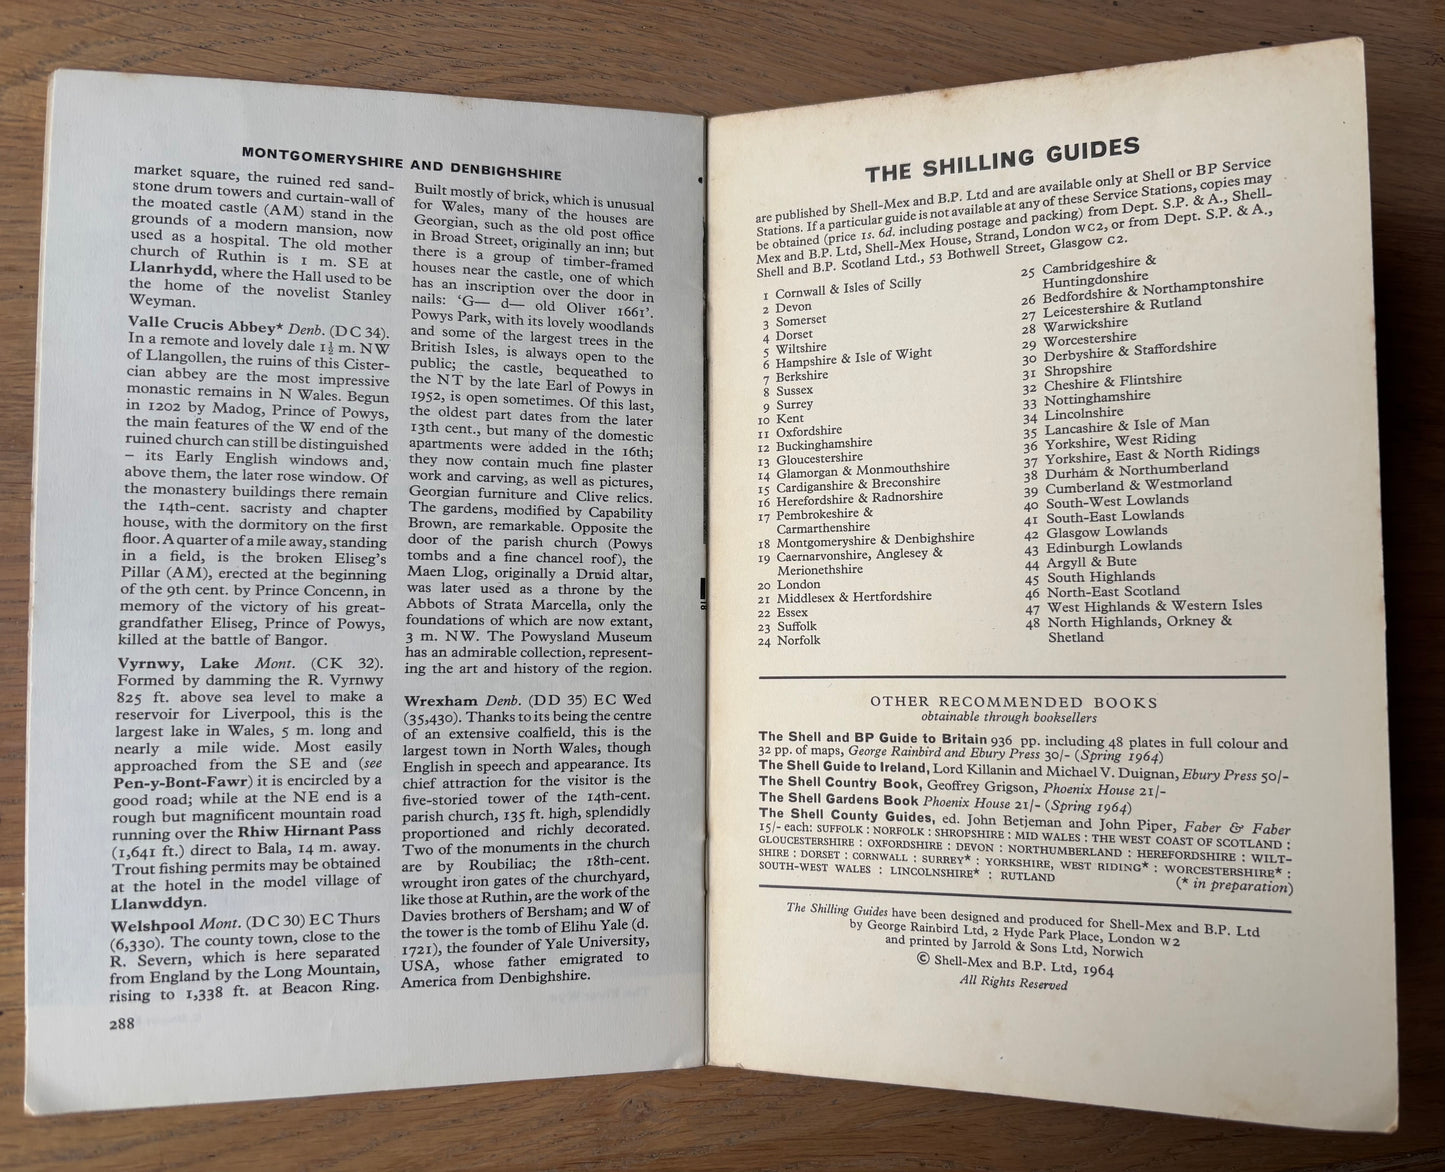 MONTGOMERYSHIRE AND DENBIGHSHIRE
market square, the ruined red sand-
stone drum towers and curtain-wall of
the moated castle (AM) stand in the
grounds of a modern mansion, now
used as a hospital. The old mother
church of Ruthin is 1 m. SE at
Llanrhydd, where the Hall used to be
the home of the novelist Stanley
Weyman.
Valle Crucis Abbey* Denb. (DC 34).
In a remote and lovely dale 1½ m. NW
of Llangollen, the ruins of this Cister-
cian abbey are the most impressive
monastic remains in N Wales. Begun
in 1202 by Madog, Prince of Powys,
the main features of the W end of the
ruined church can still be distinguished
– its Early English windows and,
above them, the later rose window. Of
the monastery buildings there remain
the 14th-cent. sacristy and chapter
house, with the dormitory on the first
floor. A quarter of a mile away, standing
in a field, is the broken Eliseg's
Pillar (AM), erected at the beginning
of the 9th cent. by Prince Concenn, in
memory of the victory of his great-
grandfather Eliseg, Prince of Powys,
killed at the battle of Bangor.
Vyrnwy, Lake Mont. (CK 32).
Formed by damming the R. Vyrnwy
825 ft. above sea level to make a
reservoir for Liverpool, this is the
largest lake in Wales, 5 m. long and
nearly a mile wide. Most easily
approached from the SE and (see
Pen-y-Bont-Fawr) it is encircled by a
good road; while at the NE end is a
rough but magnificent mountain road
running over the Rhiw Hirnant Pass
(1,641 ft.) direct to Bala, 14 m. away.
Trout fishing permits may be obtained
at the hotel in the model village of
Llanwddyn.
Welshpool Mont. (DC 30) EC Thurs
(6,330). The county town, close to the
R. Severn, which is here separated
from England by the Long Mountain,
rising to 1,338 ft. at Beacon Ring.
288
Built mostly of brick, which is unusual
for Wales, many of the houses are
Georgian, such as the old post office
in Broad Street, originally an inn; but
there is a group of timber-framed
houses near the castle, one of which
has an inscription over the door in
nails: 'G— d— old Oliver 1661'.
Powys Park, with its lovely woodlands
and some of the largest trees in the
British Isles, is always open to the
public; the castle, bequeathed to
the NT by the late Earl of Powys in
1952, is open sometimes. Of this last,
the oldest part dates from the later
13th cent., but many of the domestic
apartments were added in the 16th;
they now contain much fine plaster
work and carving, as well as pictures,
Georgian furniture and Clive relics.
The gardens, modified by Capability
Brown, are remarkable. Opposite the
door of the parish church (Powys
tombs and a fine chancel roof), the
Maen Llog, originally a Druid altar,
was later used as a throne by the
Abbots of Strata Marcella, only the
foundations of which are now extant,
3 m. NW. The Powysland Museum
has an admirable collection, represent-
ing the art and history of the region.
Wrexham Denb. (DD 35) EC Wed
(35,430). Thanks to its being the centre
of an extensive coalfield, this is the
largest town in North Wales, though
English in speech and appearance. Its
chief attraction for the visitor is the
five-storied tower of the 14th-cent.
parish church, 135 ft. high, splendidly
proportioned and richly decorated.
Two of the monuments in the church
are by Roubiliac; the 18th-cent.
wrought iron gates of the churchyard,
like those at Ruthin, are the work of the
Davies brothers of Bersham; and W of
the tower is the tomb of Elihu Yale (d.
1721), the founder of Yale University,
USA, whose father emigrated to
America from Denbighshire.
THE SHILLING GUIDES
are published by Shell-Mex and B.P. Ltd and are available only at Shell or BP Service
Stations. If a particular guide is not available at any of these Service Stations, copies may
be obtained (price 1s. 6d. including postage and packing) from Dept. S.P. & A., Shell-
Mex and B.P. Ltd, Shell-Mex House, Strand, London WC2, or from Dept. S.P. & A.,
Shell and B.P. Scotland Ltd., 53 Bothwell Street, Glasgow C2.
1 Cornwall & Isles of Scilly
2 Devon
3 Somerset
4 Dorset
5 Wiltshire
6 Hampshire & Isle of Wight
7 Berkshire
8 Sussex
9 Surrey
10 Kent
11 Oxfordshire
12 Buckinghamshire
13 Gloucestershire
14 Glamorgan & Monmouthshire
15 Cardiganshire & Breconshire
16 Herefordshire & Radnorshire
17 Pembrokeshire &
Carmarthenshire
18 Montgomeryshire & Denbighshire
19 Caernarvonshire, Anglesey &
Merionethshire
20 London
21 Middlesex & Hertfordshire
22 Essex
23 Suffolk
24 Norfolk
25 Cambridgeshire &
Huntingdonshire
26 Bedfordshire & Northamptonshire
27 Leicestershire & Rutland
28 Warwickshire
29 Worcestershire
30 Derbyshire & Staffordshire
31 Shropshire
32 Cheshire & Flintshire
33 Nottinghamshire
34 Lincolnshire
35 Lancashire & Isle of Man
36 Yorkshire, West Riding
37 Yorkshire, East & North Ridings
38 Durham & Northumberland
39 Cumberland & Westmorland
40 South-West Lowlands
41 South-East Lowlands
42 Glasgow Lowlands
43 Edinburgh Lowlands
44 Argyll & Bute
45 South Highlands
46 North-East Scotland
47 West Highlands & Western Isles
48 North Highlands, Orkney &
Shetland
OTHER RECOMMENDED BOOKS
obtainable through booksellers
The Shell and BP Guide to Britain 936 pp. including 48 plates in full colour and
32 pp. of maps, George Rainbird and Ebury Press 30/- (Spring 1964)
The Shell Guide to Ireland, Lord Killanin and Michael V. Duignan, Ebury Press 50/-
The Shell Country Book, Geoffrey Grigson, Phoenix House 21/-
The Shell Gardens Book Phoenix House 21/- (Spring 1964)
The Shell County Guides, ed. John Betjeman and John Piper, Faber & Faber
15/- each: SUFFOLK : NORFOLK : SHROPSHIRE : MID WALES : THE WEST COAST OF SCOTLAND :
GLOUCESTERSHIRE : OXFORDSHIRE : DEVON : NORTHUMBERLAND : HEREFORDSHIRE : WILT-
SHIRE : DORSET : CORNWALL : SURREY* : YORKSHIRE, WEST RIDING* : WORCESTERSHIRE* :
SOUTH-WEST WALES : LINCOLNSHIRE* : RUTLAND (* in preparation)
The Shilling Guides have been designed and produced for Shell-Mex and B.P. Ltd
by George Rainbird Ltd, 2 Hyde Park Place, London W2
and printed by Jarrold & Sons Ltd, Norwich
© Shell-Mex and B.P. Ltd, 1964
All Rights Reserved